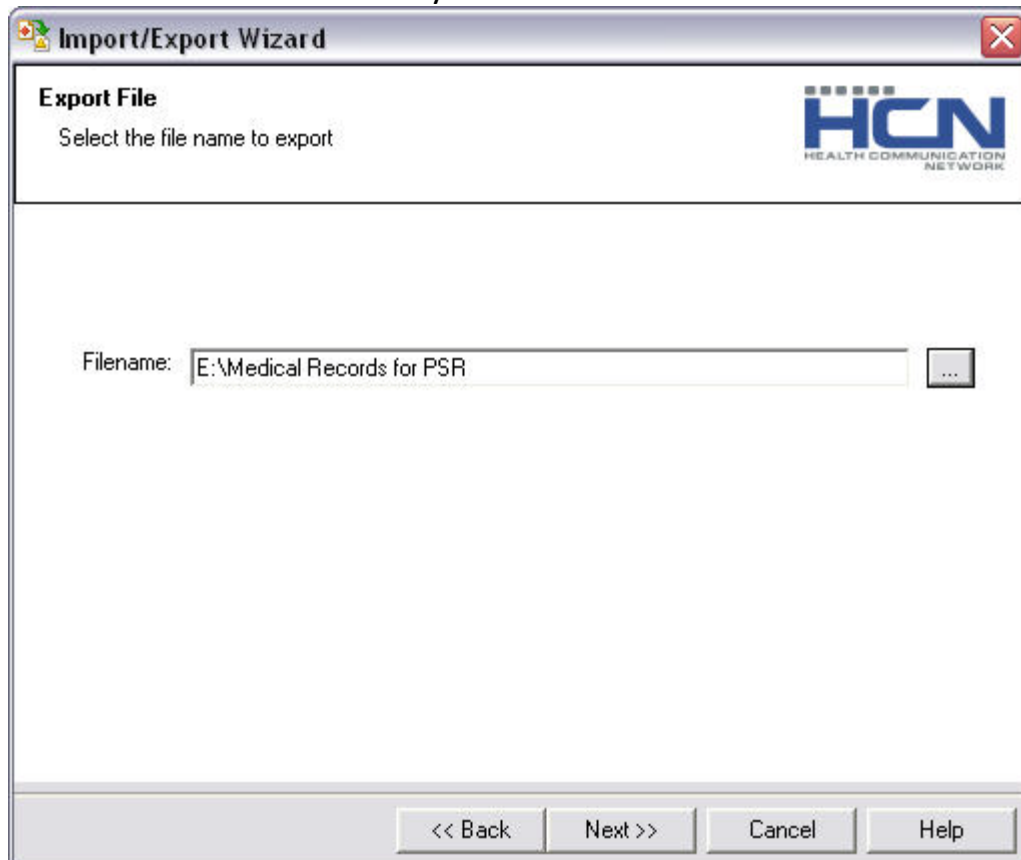 Import/Export Wizard
Export File
Select the file name to export
HCN
HEALTH COMMUNICATION
NETWORK
Filename:
E:\Medical Records for PSR
...
<< Back
Next >>
Cancel
Help